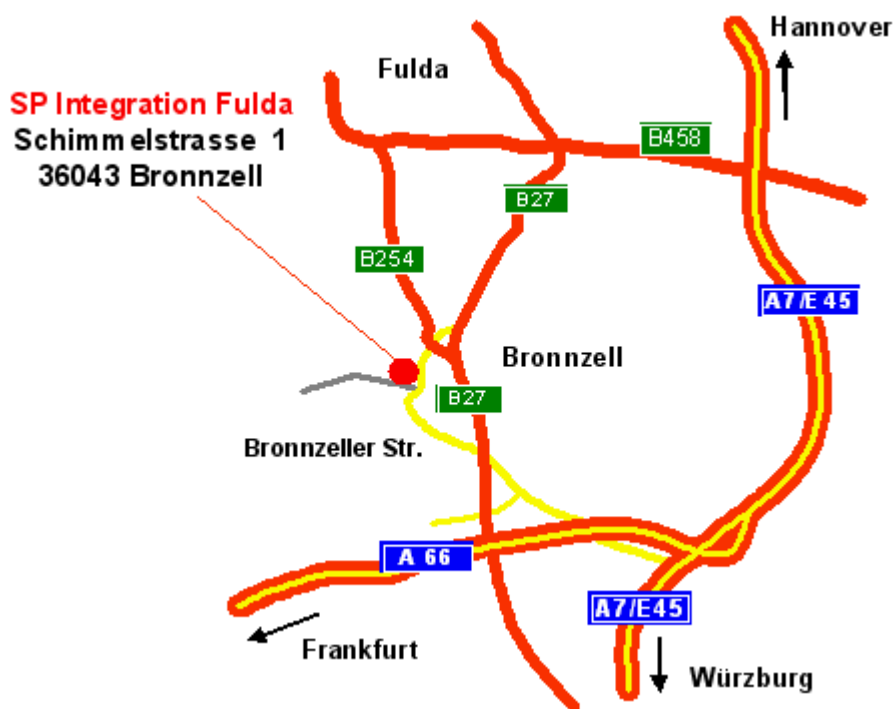 Hannover
Fulda
SP Integration Fulda
Schimmelstrasse 1
36043 Bronnzell
B458
B27
B254
A7/E 45
Bronnzell
B27
Bronnzeller Str.
A 66
A7/E45
Frankfurt
Würzburg